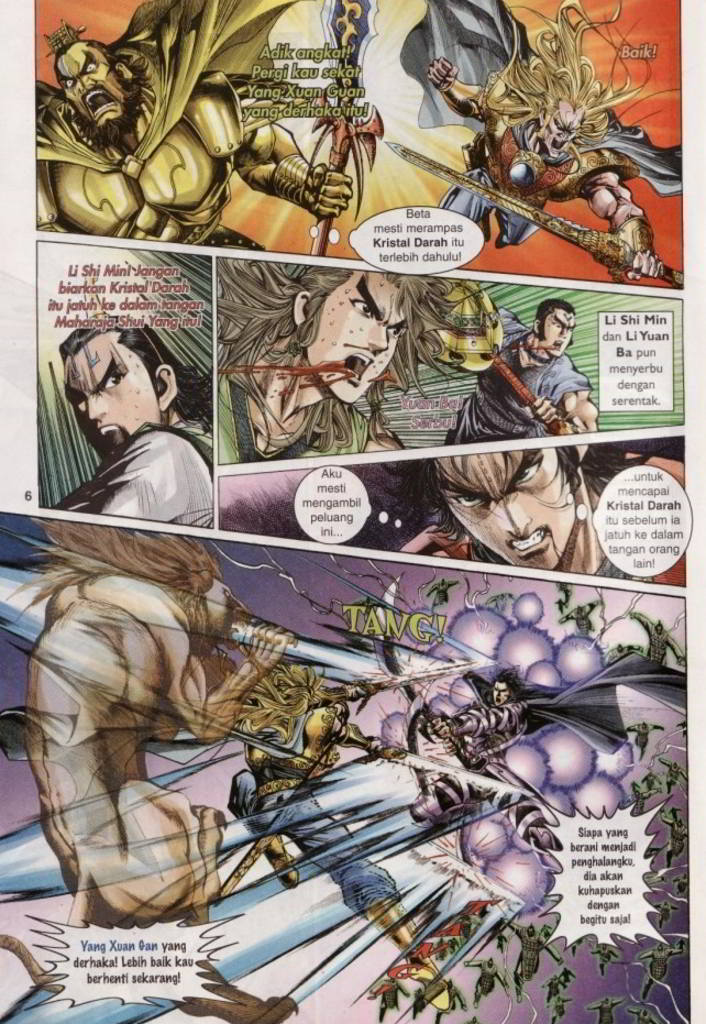 Adik angkat!
Pergi kau sekat
Yang Xuan Guan
yang derhaka itu!
Baik!
Beta
mesti merampas
Kristal Darah itu
terlebih dahulu!
Li Shi Min! Jangan
biarkan Kristal Darah
itu jatuh ke dalam tangan
Maharaja Shui Yang itu!
Yuan Ba!
Serbu!
Li Shi Min
dan Li Yuan
Ba pun
menyerbu
dengan
serentak.
6
Aku
mesti
mengambil
peluang
ini...
...untuk
mencapai
Kristal Darah
itu sebelum ia
jatuh ke dalam
tangan orang
lain!
TANG!
Siapa yang
berani menjadi
penghalangku,
dia akan
kuhapuskan
dengan
begitu saja!
Yang Xuan Gan yang
derhaka! Lebih baik kau
berhenti sekarang!